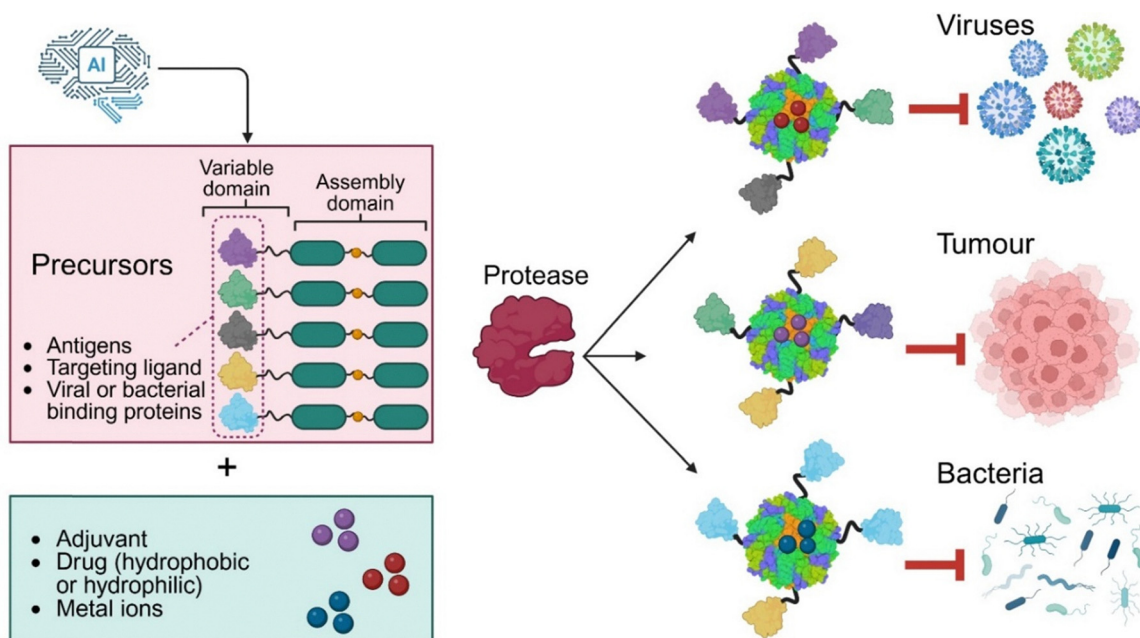 AI
Variable
domain
Assembly
domain
Precursors
• Antigens
• Targeting ligand
• Viral or bacterial
binding proteins
+
• Adjuvant
• Drug (hydrophobic
or hydrophilic)
• Metal ions
Protease
Viruses
Tumour
Bacteria